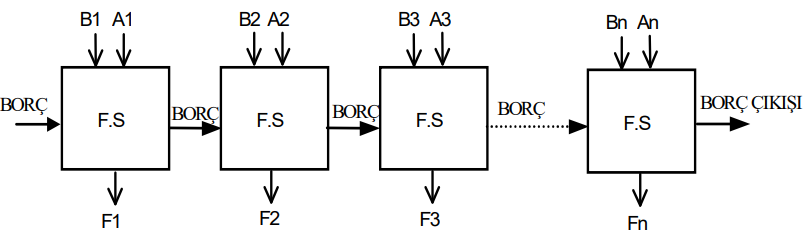 B1 A1 B2 A2 B3 A3 Bn An
BORÇ F.S BORÇ F.S BORÇ F.S BORÇ F.S BORÇ ÇIKIŞI
F1 F2 F3 Fn